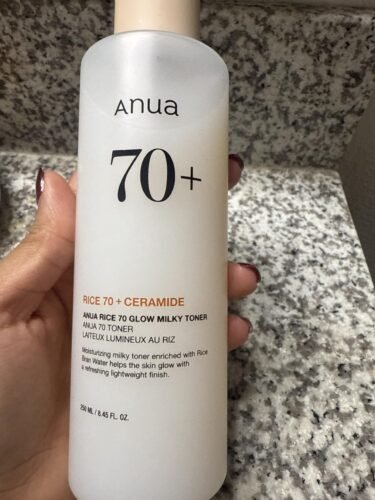 Anua
70+
RICE 70 + CERAMIDE
ANUA RICE 70 GLOW MILKY TONER
ANUA 70 TONER
LAITEUX LUMINEUX AU RIZ
Moisturizing milky toner enriched with Rice
Bran Water helps the skin glow with
a refreshing lightweight finish.
250 ML / 8.45 FL. OZ.